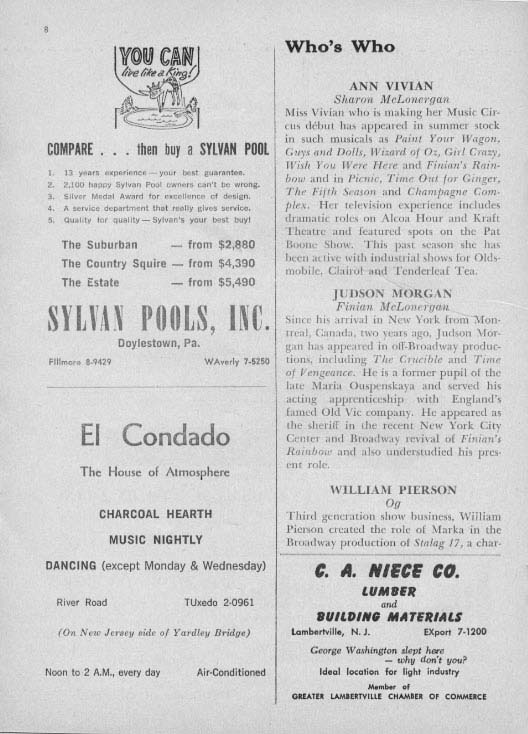 8
YOU CAN
live like a King!
COMPARE . . . then buy a SYLVAN POOL
1. 13 years experience — your best guarantee.
2. 2,100 happy Sylvan Pool owners can't be wrong.
3. Silver Medal Award for excellence of design.
4. A service department that really gives service.
5. Quality for quality — Sylvan's your best buy!
The Suburban — from $2,880
The Country Squire — from $4,390
The Estate — from $5,490
SYLVAN POOLS, INC.
Doylestown, Pa.
Fillmore 8-9429 WAverly 7-5250
El Condado
The House of Atmosphere
CHARCOAL HEARTH
MUSIC NIGHTLY
DANCING (except Monday & Wednesday)
River Road TUxedo 2-0961
(On New Jersey side of Yardley Bridge)
Noon to 2 A.M., every day Air-Conditioned
Who's Who
ANN VIVIAN
Sharon McLonergan
Miss Vivian who is making her Music Cir-
cus début has appeared in summer stock
in such musicals as Paint Your Wagon,
Guys and Dolls, Wizard of Oz, Girl Crazy,
Wish You Were Here and Finian's Rain-
bow and in Picnic, Time Out for Ginger,
The Fifth Season and Champagne Com-
plex. Her television experience includes
dramatic roles on Alcoa Hour and Kraft
Theatre and featured spots on the Pat
Boone Show. This past season she has
been active with industrial shows for Olds-
mobile, Clairol and Tenderleaf Tea.
JUDSON MORGAN
Finian McLonergan
Since his arrival in New York from Mon-
treal, Canada, two years ago, Judson Mor-
gan has appeared in off-Broadway produc-
tions, including The Crucible and Time
of Vengeance. He is a former pupil of the
late Maria Ouspenskaya and served his
acting apprenticeship with England's
famed Old Vic company. He appeared as
the sheriff in the recent New York City
Center and Broadway revival of Finian's
Rainbow and also understudied his pres-
ent role.
WILLIAM PIERSON
Og
Third generation show business, William
Pierson created the role of Marka in the
Broadway production of Stalag 17, a char-
C. A. NIECE CO.
LUMBER
and
BUILDING MATERIALS
Lambertville, N. J. EXport 7-1200
George Washington slept here
— why don't you?
Ideal location for light industry
Member of
GREATER LAMBERTVILLE CHAMBER OF COMMERCE